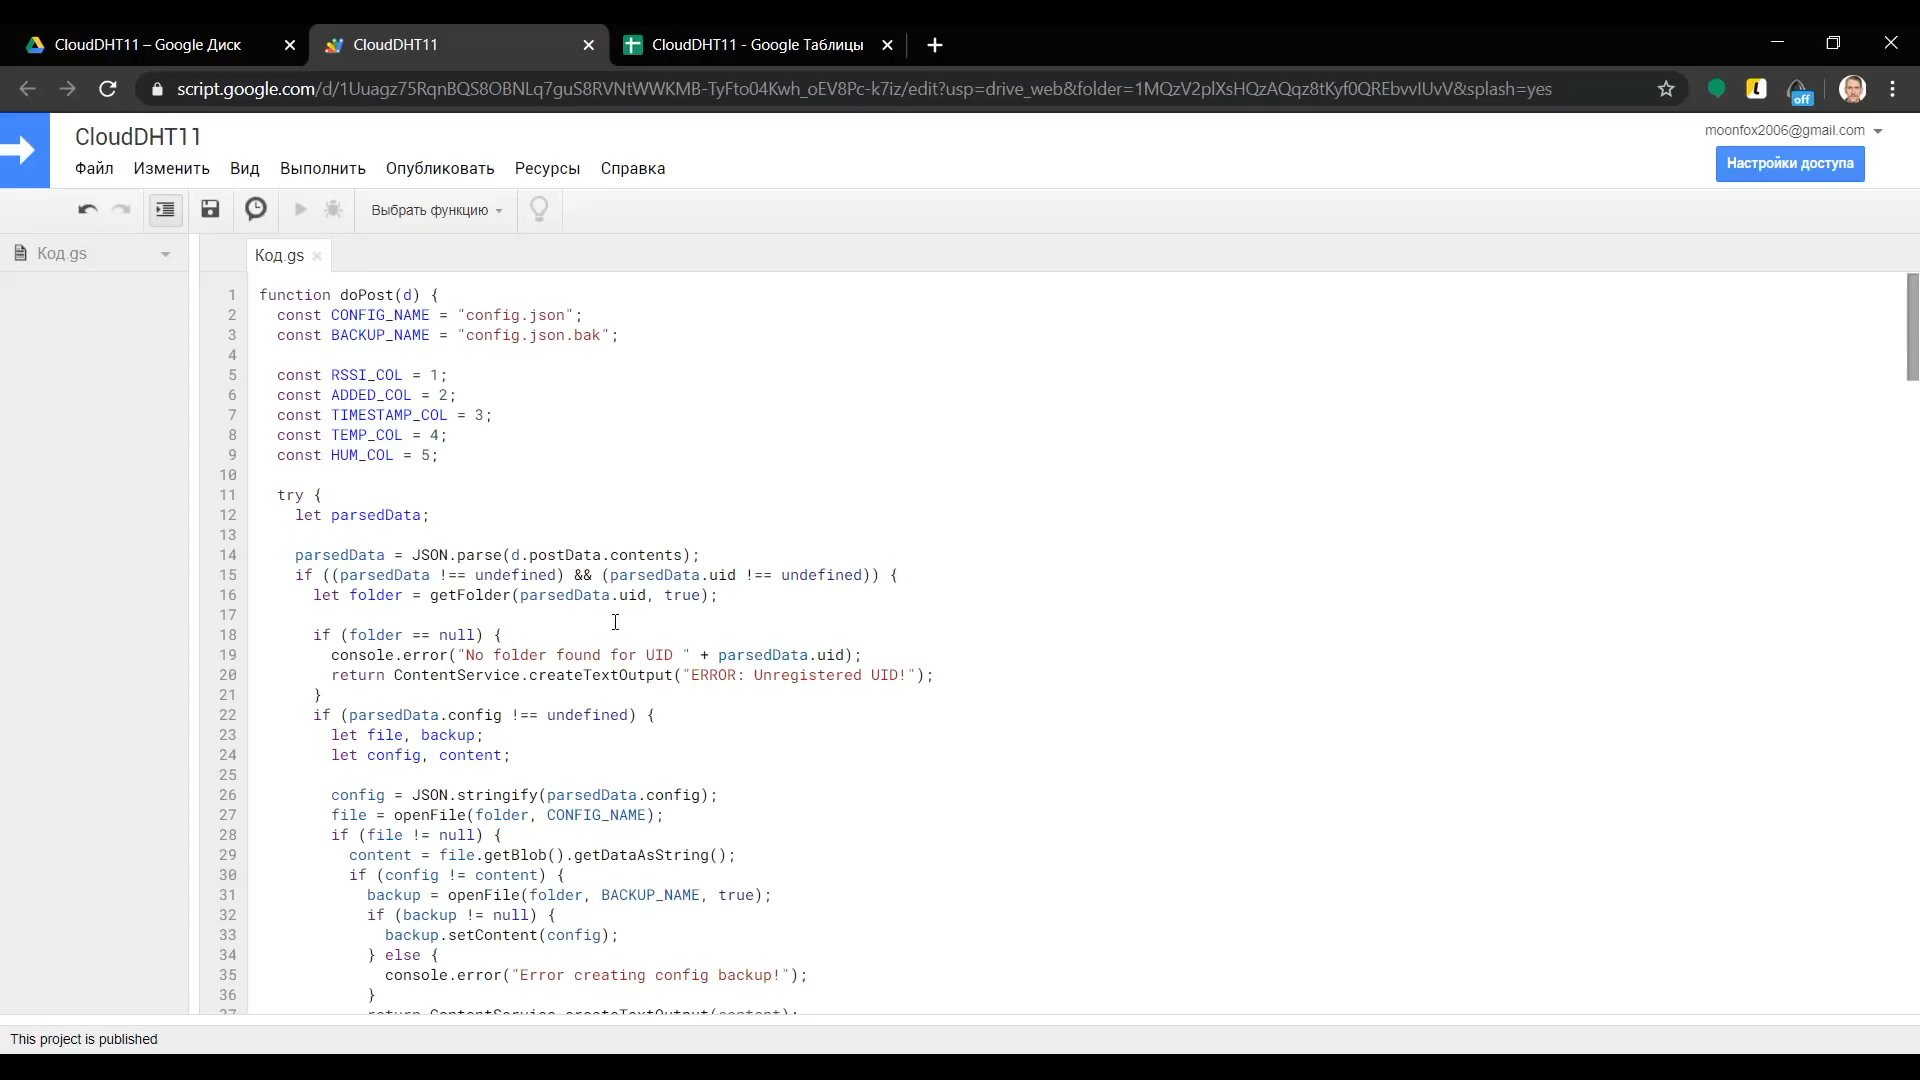 CloudDHT11 – Google Диск
CloudDHT11
CloudDHT11 - Google Таблицы
script.google.com/d/1Uuagz75RqnBQS8OBNLq7guS8RVNtWWKMB-TyFto04Kwh_oEV8Pc-k7iz/edit?usp=drive_web&folder=1MQzV2plXsHQzAQqz8tKyf0QREbvvIUvV&splash=yes
off
CloudDHT11
moonfox2006@gmail.com
Файл Изменить Вид Выполнить Опубликовать Ресурсы Справка
Настройки доступа
Выбрать функцию
Код.gs
Код.gs
1 function doPost(d) {
2 const CONFIG_NAME = "config.json";
3 const BACKUP_NAME = "config.json.bak";
4
5 const RSSI_COL = 1;
6 const ADDED_COL = 2;
7 const TIMESTAMP_COL = 3;
8 const TEMP_COL = 4;
9 const HUM_COL = 5;
10
11 try {
12 let parsedData;
13
14 parsedData = JSON.parse(d.postData.contents);
15 if ((parsedData !== undefined) && (parsedData.uid !== undefined)) {
16 let folder = getFolder(parsedData.uid, true);
17
18 if (folder == null) {
19 console.error("No folder found for UID " + parsedData.uid);
20 return ContentService.createTextOutput("ERROR: Unregistered UID!");
21 }
22 if (parsedData.config !== undefined) {
23 let file, backup;
24 let config, content;
25
26 config = JSON.stringify(parsedData.config);
27 file = openFile(folder, CONFIG_NAME);
28 if (file != null) {
29 content = file.getBlob().getDataAsString();
30 if (config != content) {
31 backup = openFile(folder, BACKUP_NAME, true);
32 if (backup != null) {
33 backup.setContent(config);
34 } else {
35 console.error("Error creating config backup!");
36 }
37 return ContentService.createTextOutput(content);
This project is published